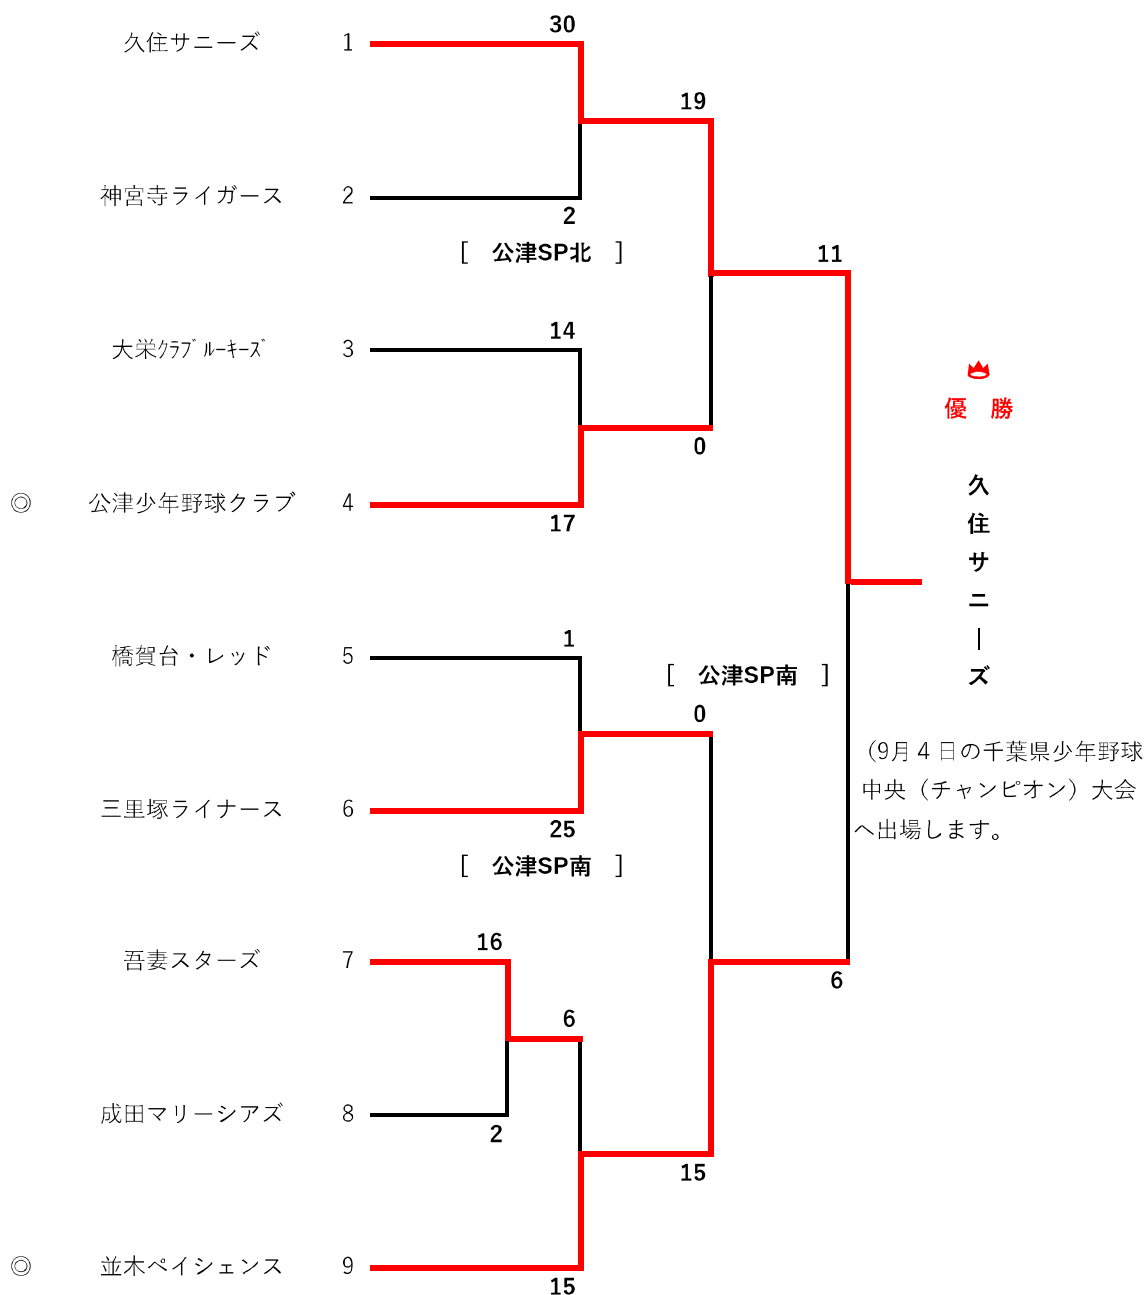 30
久住サニーズ 1
19
神宮寺ライガース 2
2
[ 公津SP北 ]
11
14
大栄ｸﾗﾌﾞﾙｰｷｰｽﾞ 3
優 勝
0
久住サニーズ
◎ 公津少年野球クラブ 4
17
1
橋賀台・レッド 5
[ 公津SP南 ]
0
（9月４日の千葉県少年野球
中央（チャンピオン）大会
へ出場します。
三里塚ライナース 6
25
[ 公津SP南 ]
16
吾妻スターズ 7
6
6
成田マリーシアズ 8
2
15
◎ 並木ペイシェンス 9
15